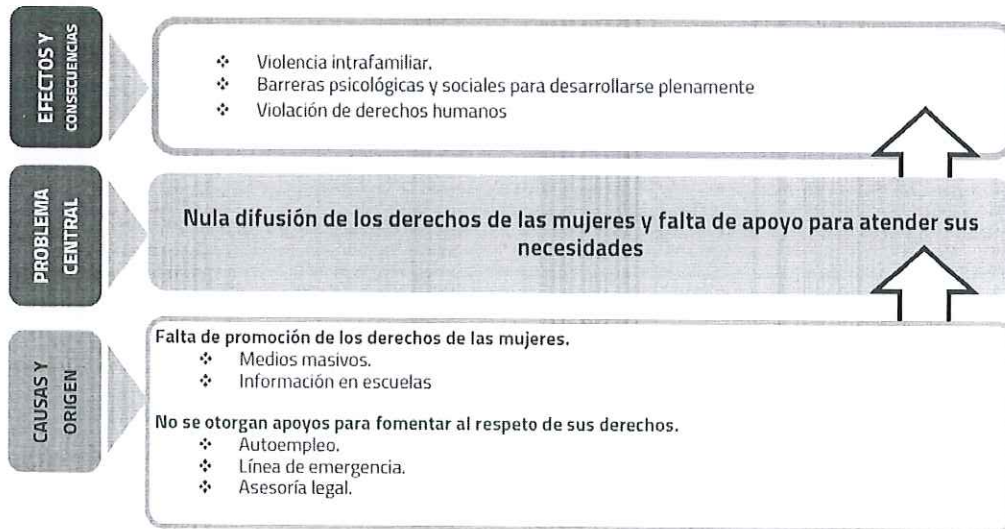 EFECTOS Y
CONSECUENCIAS
❖ Violencia intrafamiliar.
❖ Barreras psicológicas y sociales para desarrollarse plenamente
❖ Violación de derechos humanos
PROBLEMA
CENTRAL
Nula difusión de los derechos de las mujeres y falta de apoyo para atender sus
necesidades
CAUSAS Y
ORIGEN
Falta de promoción de los derechos de las mujeres.
❖ Medios masivos.
❖ Información en escuelas
No se otorgan apoyos para fomentar al respeto de sus derechos.
❖ Autoempleo.
❖ Línea de emergencia.
❖ Asesoría legal.